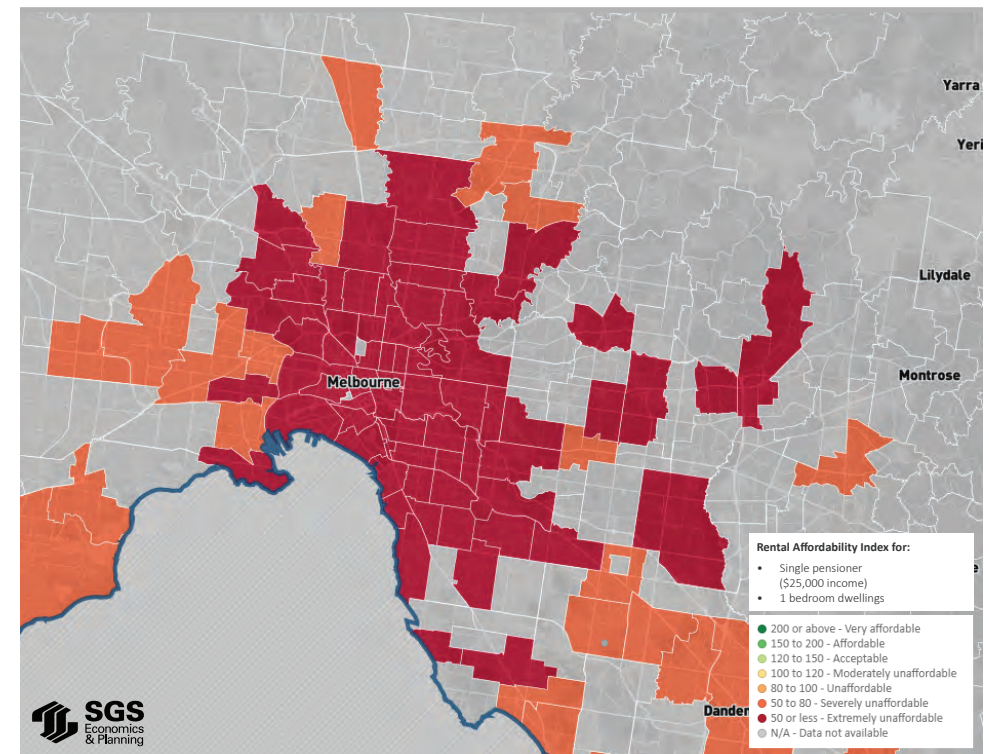 Yarra
Yeri
Lilydale
Montrose
Melbourne
Rental Affordability Index for:
• Single pensioner
($25,000 income)
• 1 bedroom dwellings
e
200 or above - Very affordable
150 to 200 - Affordable
120 to 150 - Acceptable
100 to 120 - Moderately unaffordable
80 to 100 - Unaffordable
50 to 80 - Severely unaffordable
50 or less - Extremely unaffordable
N/A - Data not available
Danden
SGS
Economics
& Planning